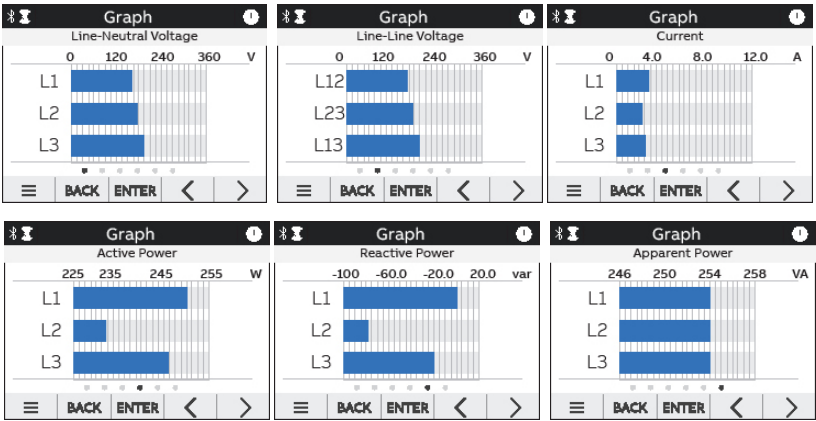 Graph
Line-Neutral Voltage
0 120 240 360 V
L1
L2
L3
BACK ENTER
Graph
Line-Line Voltage
0 120 240 360 V
L12
L23
L13
BACK ENTER
Graph
Current
0 4.0 8.0 12.0 A
L1
L2
L3
BACK ENTER
Graph
Active Power
225 235 245 255 W
L1
L2
L3
BACK ENTER
Graph
Reactive Power
-100 -60.0 -20.0 20.0 var
L1
L2
L3
BACK ENTER
Graph
Apparent Power
246 250 254 258 VA
L1
L2
L3
BACK ENTER